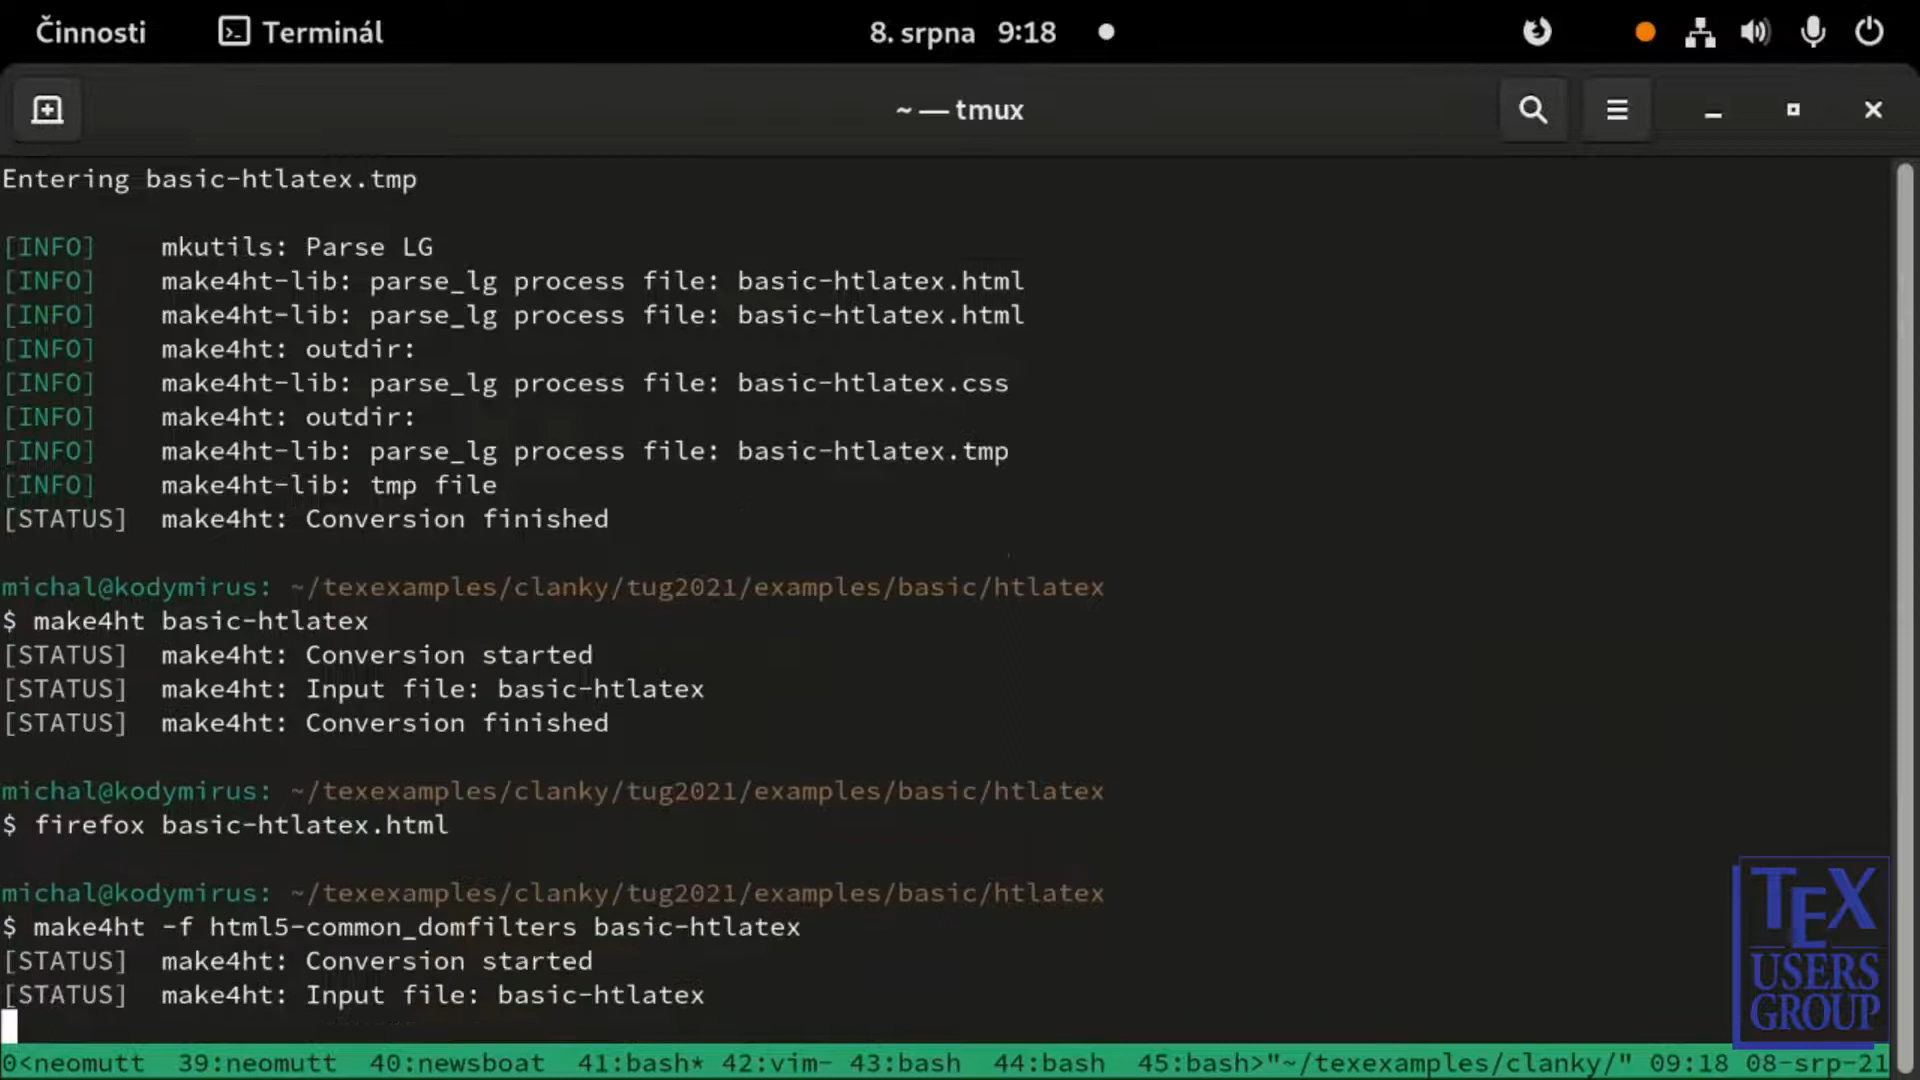 Činnosti Terminál 8. srpna 9:18
~ — tmux
Entering basic-htlatex.tmp
[INFO] mkutils: Parse LG
[INFO] make4ht-lib: parse_lg process file: basic-htlatex.html
[INFO] make4ht-lib: parse_lg process file: basic-htlatex.html
[INFO] make4ht: outdir:
[INFO] make4ht-lib: parse_lg process file: basic-htlatex.css
[INFO] make4ht: outdir:
[INFO] make4ht-lib: parse_lg process file: basic-htlatex.tmp
[INFO] make4ht-lib: tmp file
[STATUS] make4ht: Conversion finished
michal@kodymirus: ~/texexamples/clanky/tug2021/examples/basic/htlatex
$ make4ht basic-htlatex
[STATUS] make4ht: Conversion started
[STATUS] make4ht: Input file: basic-htlatex
[STATUS] make4ht: Conversion finished
michal@kodymirus: ~/texexamples/clanky/tug2021/examples/basic/htlatex
$ firefox basic-htlatex.html
michal@kodymirus: ~/texexamples/clanky/tug2021/examples/basic/htlatex
$ make4ht -f html5-common_domfilters basic-htlatex
[STATUS] make4ht: Conversion started
[STATUS] make4ht: Input file: basic-htlatex
TEX
USERS
GROUP
0<neomutt 39:neomutt 40:newsboat 41:bash* 42:vim- 43:bash 44:bash 45:bash>"~/texexamples/clanky/" 09:18 08-srp-21